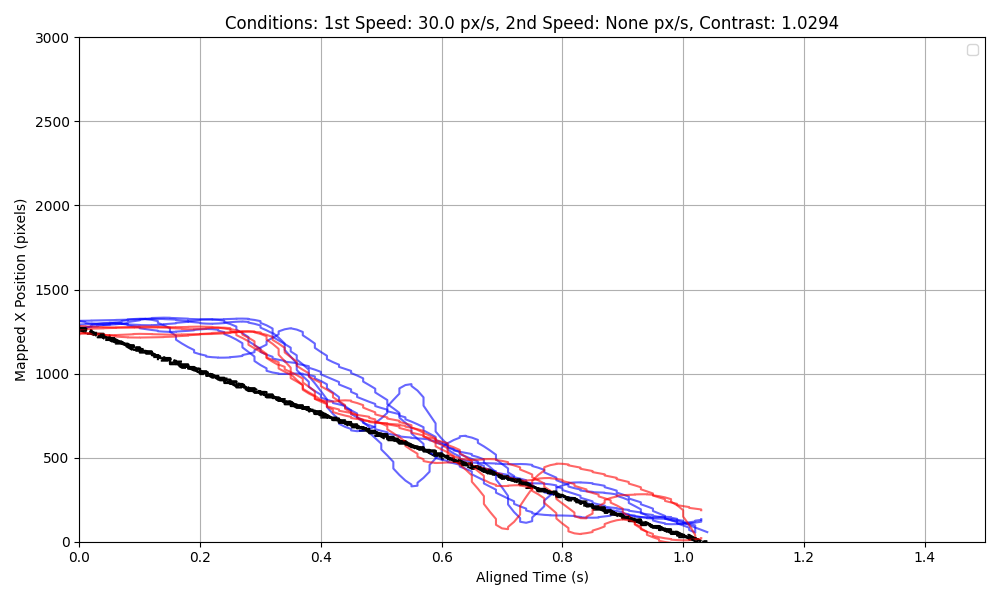 Conditions: 1st Speed: 30.0 px/s, 2nd Speed: None px/s, Contrast: 1.0294
3000
2500
2000
1500
1000
500
0
Mapped X Position (pixels)
0.0 0.2 0.4 0.6 0.8 1.0 1.2 1.4
Aligned Time (s)